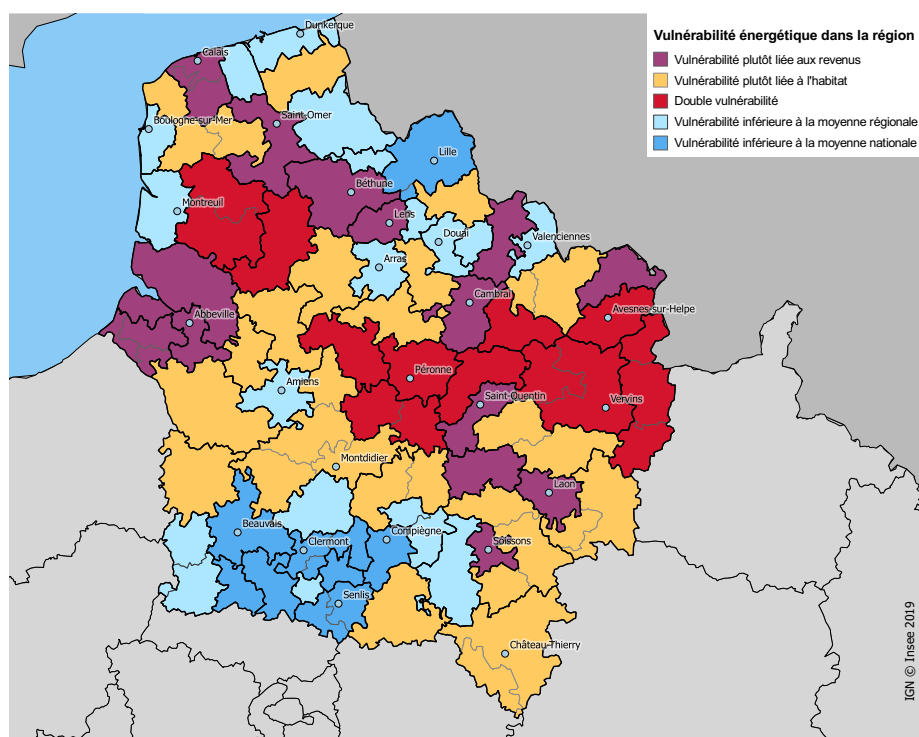 Dunkerque
Vulnérabilité énergétique dans la région
Vulnérabilité plutôt liée aux revenus
Vulnérabilité plutôt liée à l'habitat
Double vulnérabilité
Vulnérabilité inférieure à la moyenne régionale
Vulnérabilité inférieure à la moyenne nationale
Calais
Saint-Omer
Boulogne-sur-Mer
Lille
Béthune
Montreuil
Lens
Douai
Valenciennes
Arras
Cambrai
Avesnes-sur-Helpe
Abbeville
Péronne
Amiens
Saint-Quentin
Vervins
Montdidier
Laon
Beauvais
Compiègne
Clermont
Soissons
Senlis
Château-Thierry
IGN © Insee 2019